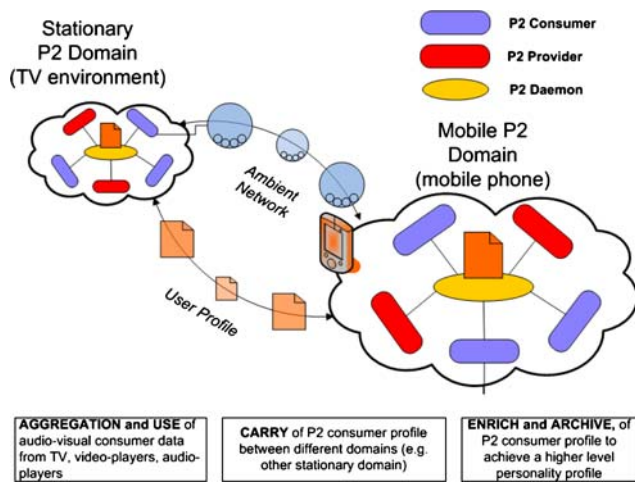 Stationary
P2 Domain
(TV environment)
P2 Consumer
P2 Provider
P2 Daemon
Mobile P2
Domain
(mobile phone)
Ambient
Network
User Profile
AGGREGATION and USE of
audio-visual consumer data
from TV, video-players, audio-
players
CARRY of P2 consumer profile
between different domains (e.g.
other stationary domain)
ENRICH and ARCHIVE, of
P2 consumer profile to
achieve a higher level
personality profile